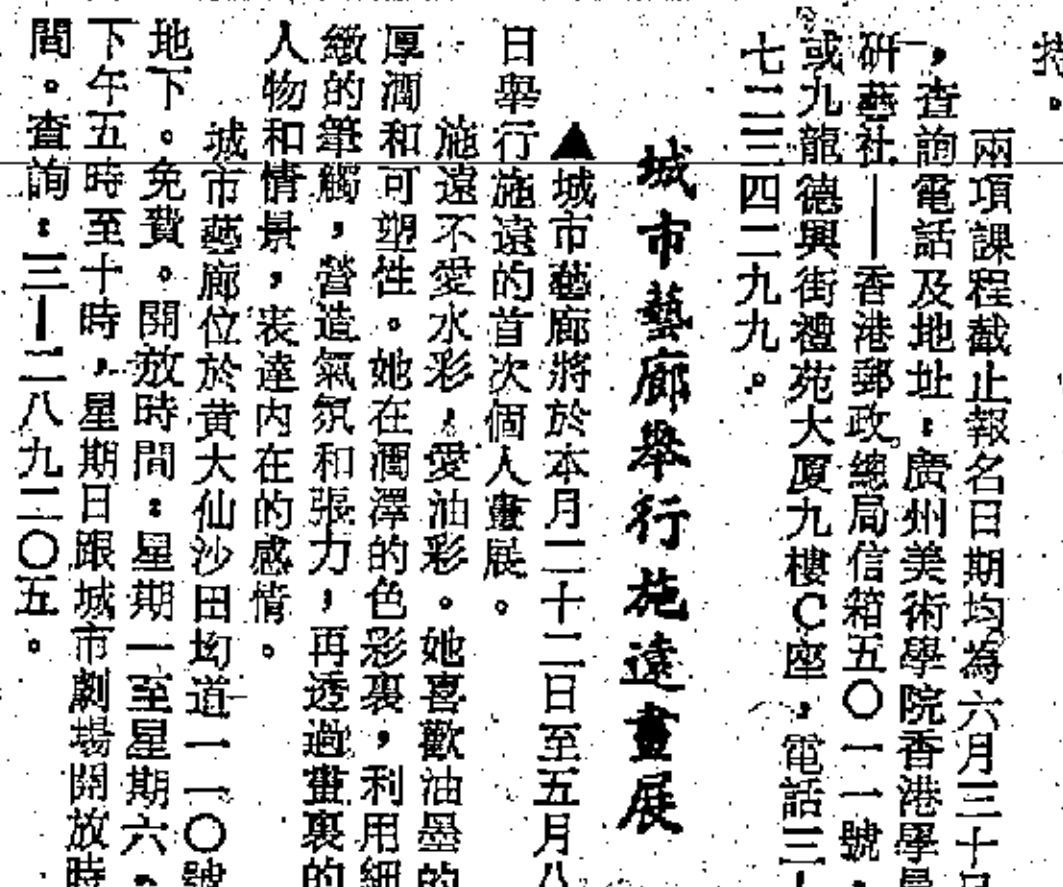 持。
兩項課程截止報名日期均為六月三十日
，查詢電話及地址：廣州美術學院香港學員
研藝社——香港郵政總局信箱五〇一一號，
或九龍德興街禮苑大厦九樓C座，電話三—
七二三四二九九。
城市藝廊舉行施遠畫展
▲城市藝廊將於本月二十二日至五月八
日舉行施遠的首次個人畫展。
施遠不愛水彩，愛油彩。她喜歡油墨的
厚潤和可塑性。她在潤澤的色彩裏，利用細
緻的筆觸，營造氣氛和張力，再透過畫裏的
人物和情景，表達内在的感情。
城市藝廊位於黄大仙沙田坳道一一〇號
地下。免費。開放時間：星期一至星期六，
下午五時至十時，星期日跟城市劇場開放時
間。查詢：三—二八九二〇五。